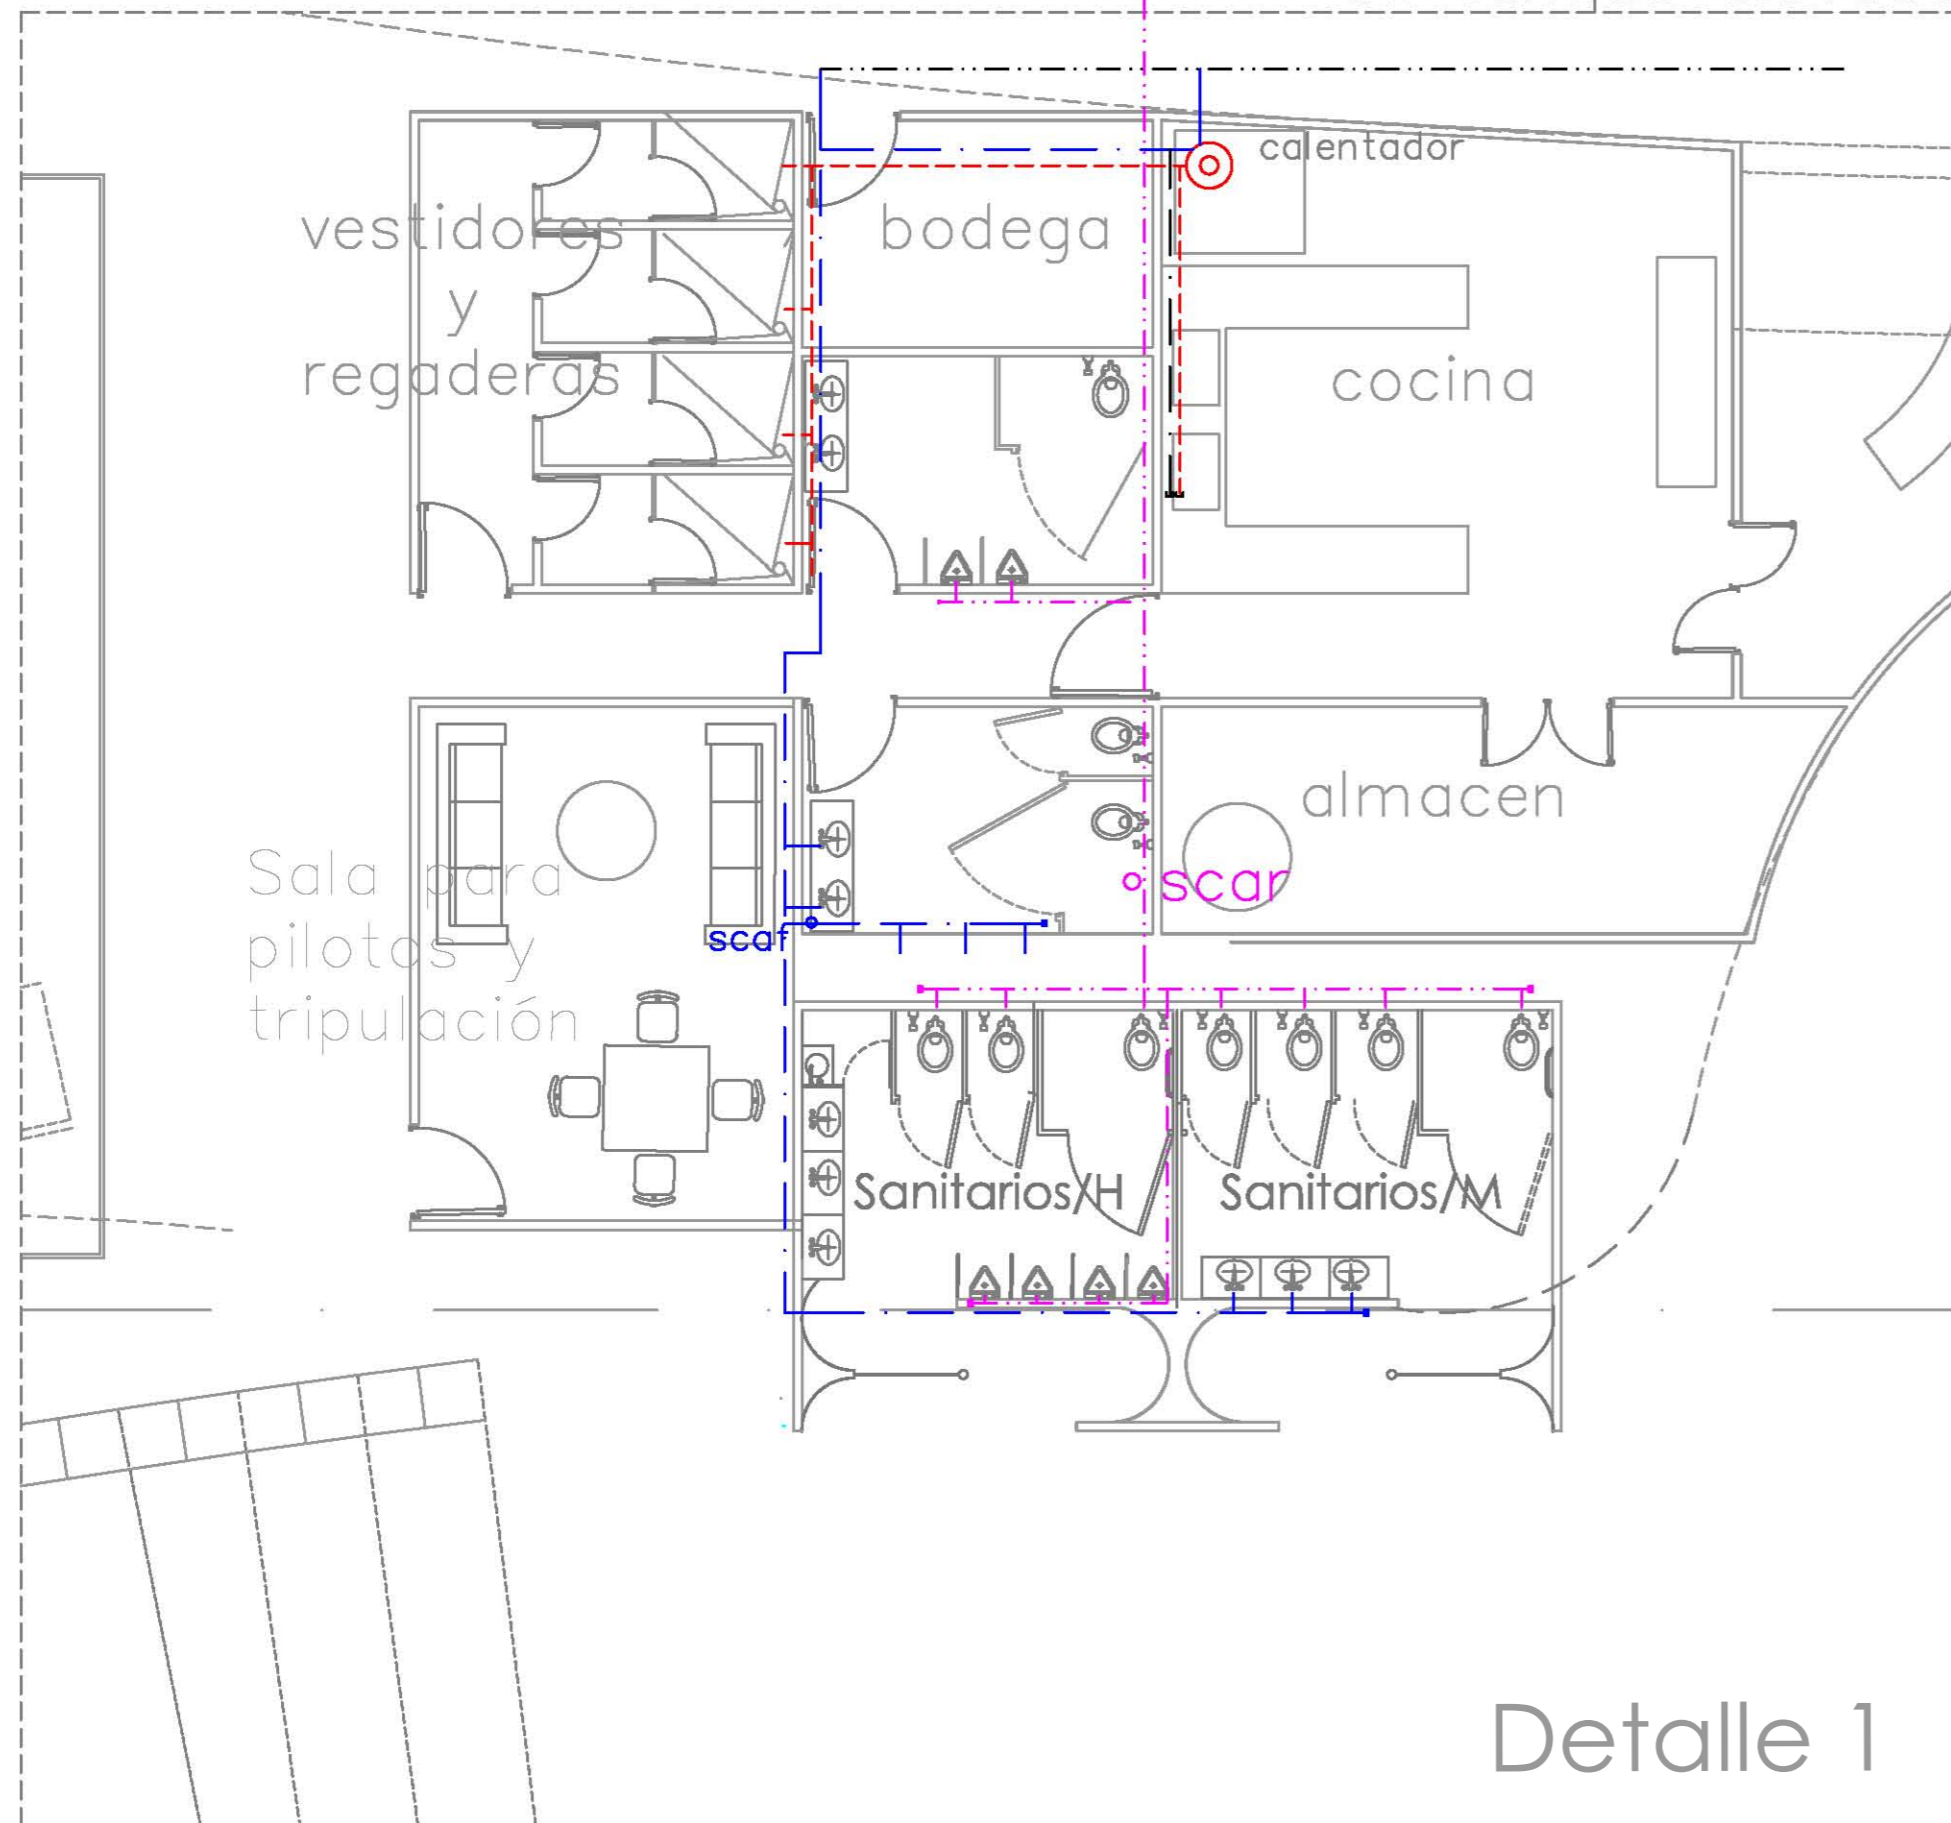 calentador
vestidores
y
regaderas
bodega
cocina
almacen
scar
Sala para
pilotos y
tripulación
scaf
Sanitarios/H
Sanitarios/M
Detalle 1